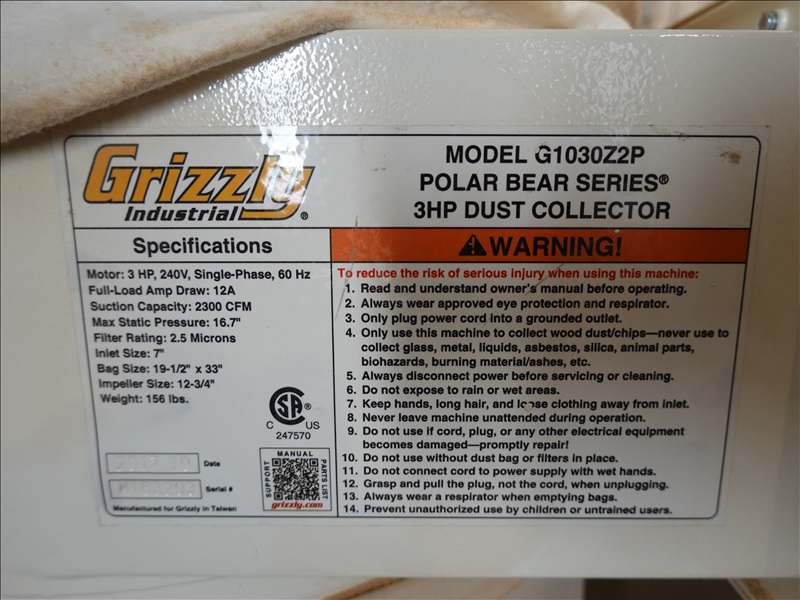 Grizzly®
Industrial
MODEL G1030Z2P
POLAR BEAR SERIES®
3HP DUST COLLECTOR
Specifications
Motor: 3 HP, 240V, Single-Phase, 60 Hz
Full-Load Amp Draw: 12A
Suction Capacity: 2300 CFM
Max Static Pressure: 16.7"
Filter Rating: 2.5 Microns
Inlet Size: 7"
Bag Size: 19-1/2" x 33"
Impeller Size: 12-3/4"
Weight: 156 lbs.
SA®
C US
247570
Date
Serial #
Manufactured for Grizzly in Taiwan
MANUAL
SUPPORT
PARTS LIST
grizzly.com
WARNING!
To reduce the risk of serious injury when using this machine:
1. Read and understand owner's manual before operating.
2. Always wear approved eye protection and respirator.
3. Only plug power cord into a grounded outlet.
4. Only use this machine to collect wood dust/chips—never use to
collect glass, metal, liquids, asbestos, silica, animal parts,
biohazards, burning material/ashes, etc.
5. Always disconnect power before servicing or cleaning.
6. Do not expose to rain or wet areas.
7. Keep hands, long hair, and loose clothing away from inlet.
8. Never leave machine unattended during operation.
9. Do not use if cord, plug, or any other electrical equipment
becomes damaged—promptly repair!
10. Do not use without dust bag or filters in place.
11. Do not connect cord to power supply with wet hands.
12. Grasp and pull the plug, not the cord, when unplugging.
13. Always wear a respirator when emptying bags.
14. Prevent unauthorized use by children or untrained users.